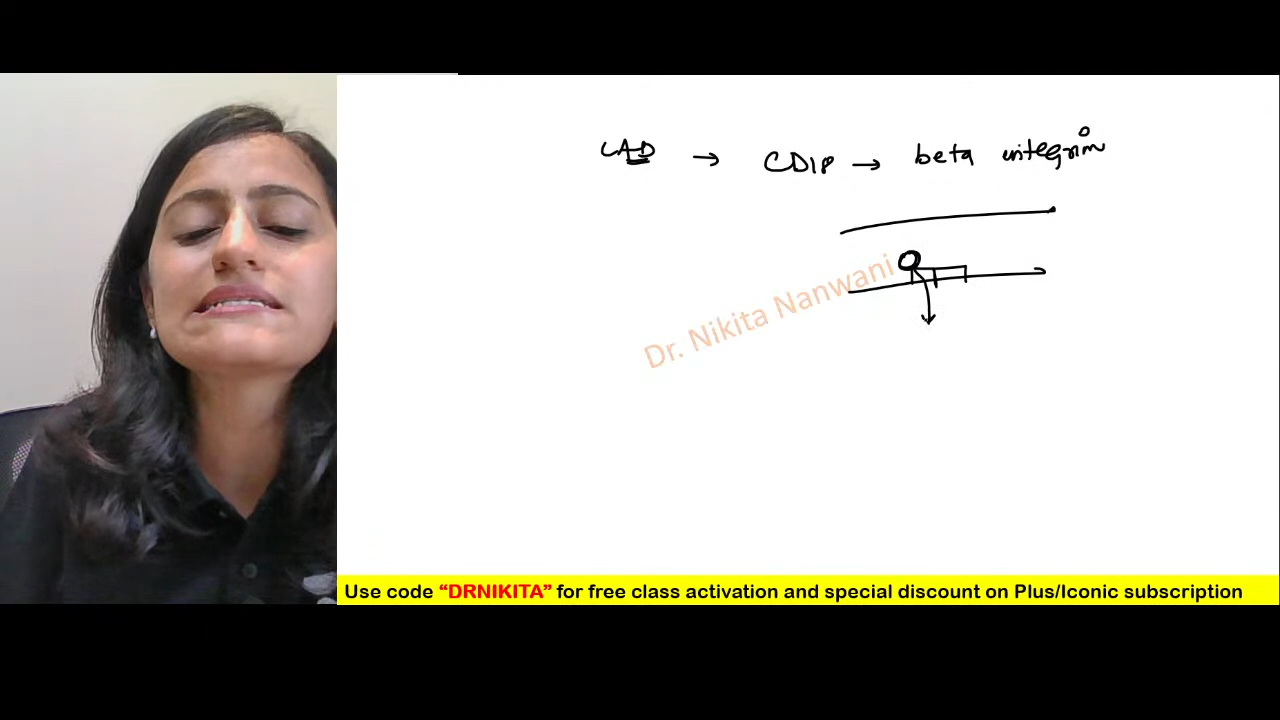 LAD → CD18 → beta integrin
Dr. Nikita Nanwani
Use code “DRNIKITA” for free class activation and special discount on Plus/Iconic subscription